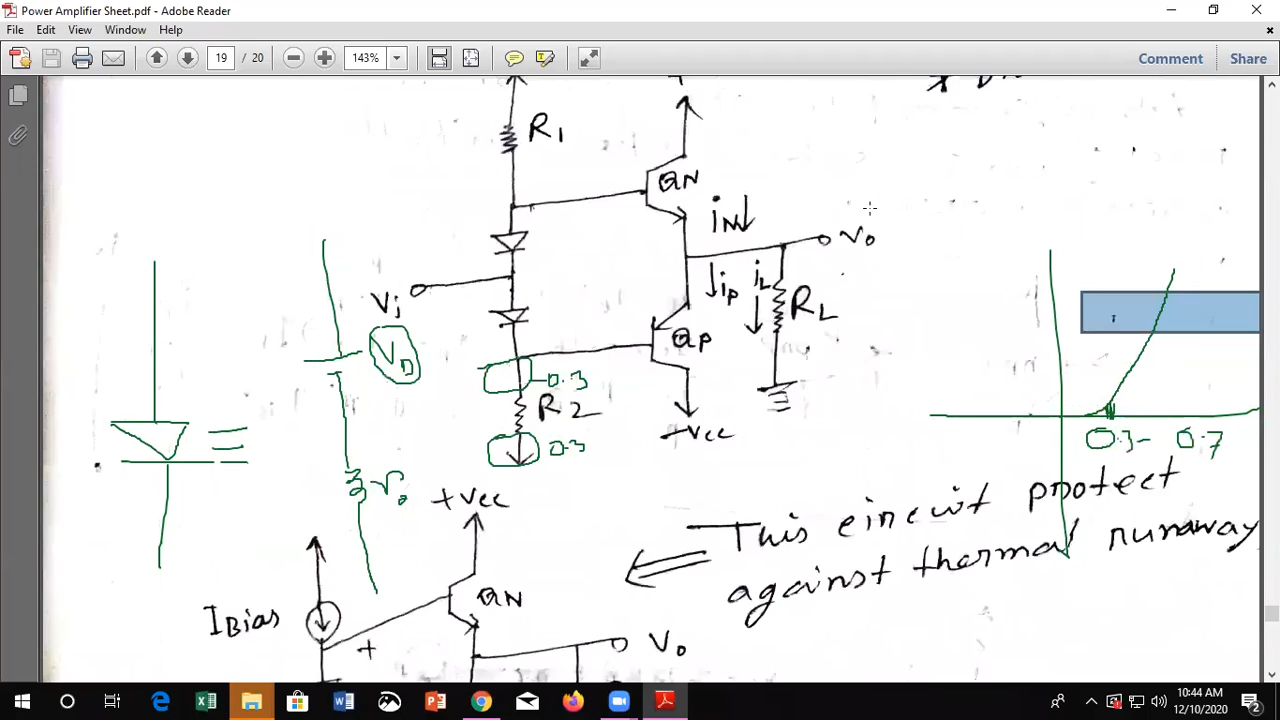 Power Amplifier Sheet.pdf - Adobe Reader
File Edit View Window Help
19 / 20 143% Comment Share
R1
QN
iN
Vo
Vi
iP iL
RL
VD
QP
0.3
R2
-Vcc
0.3
0.3 - 0.7
ro
+Vcc
This circuit protect
against thermal runaway
IBias
QN
+
Vo
10:44 AM
12/10/2020
2